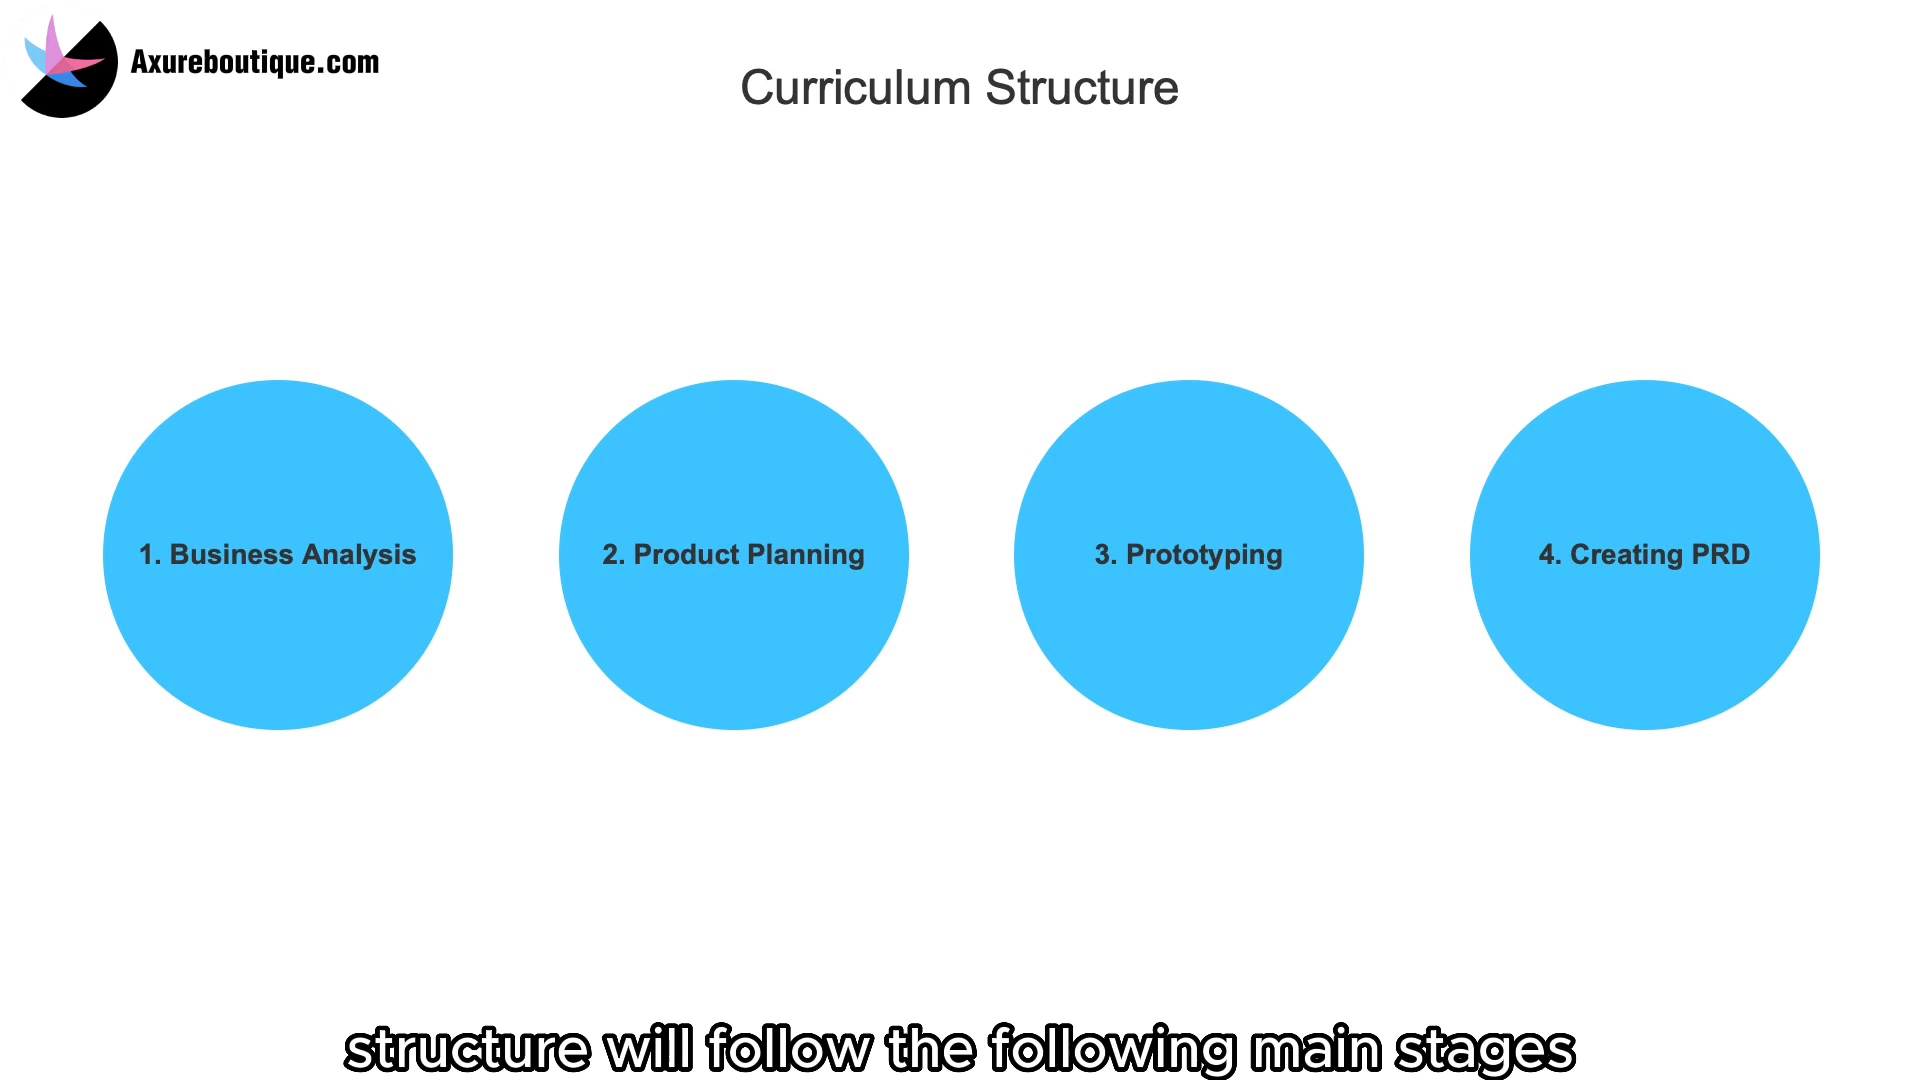 Axureboutique.com
Curriculum Structure
1. Business Analysis
2. Product Planning
3. Prototyping
4. Creating PRD
structure will follow the following main stages